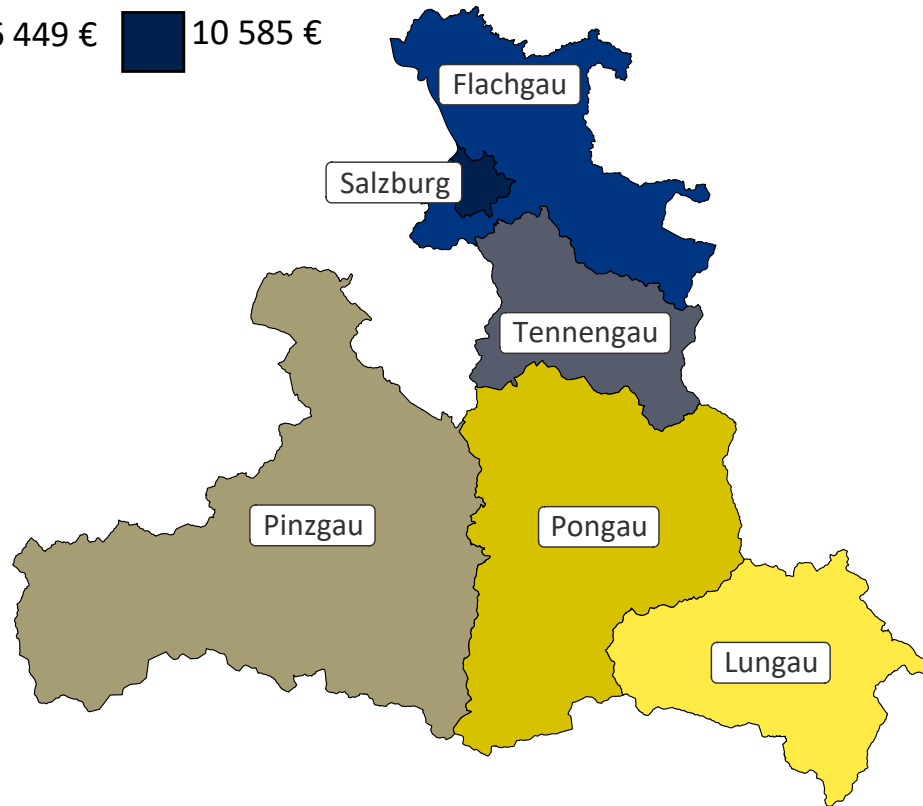 449 € 10 585 €
Flachgau
Salzburg
Tennengau
Pinzgau
Pongau
Lungau